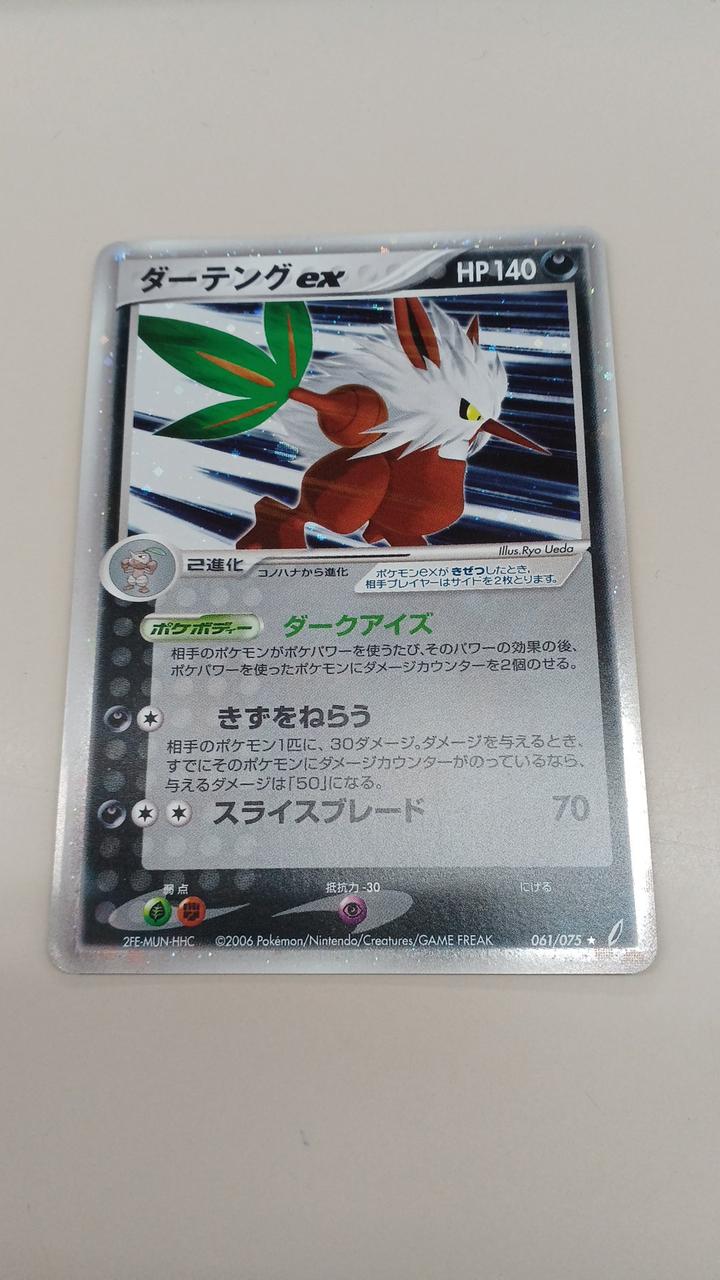 ダーテングex HP140
Illus.Ryo Ueda
2進化 コノハナから進化
ポケモンexがきぜつしたとき、
相手プレイヤーはサイドを2枚とります。
ポケボディー ダークアイズ
相手のポケモンがポケパワーを使うたび、そのパワーの効果の後、
ポケパワーを使ったポケモンにダメージカウンターを2個のせる。
きずをねらう
相手のポケモン1匹に、30ダメージ。ダメージを与えるとき、
すでにそのポケモンにダメージカウンターがのっているなら、
与えるダメージは「50」になる。
スライスブレード 70
弱点 抵抗力 -30 にげる
2FE-MUN-HHC ©2006 Pokémon/Nintendo/Creatures/GAME FREAK 061/075 ★